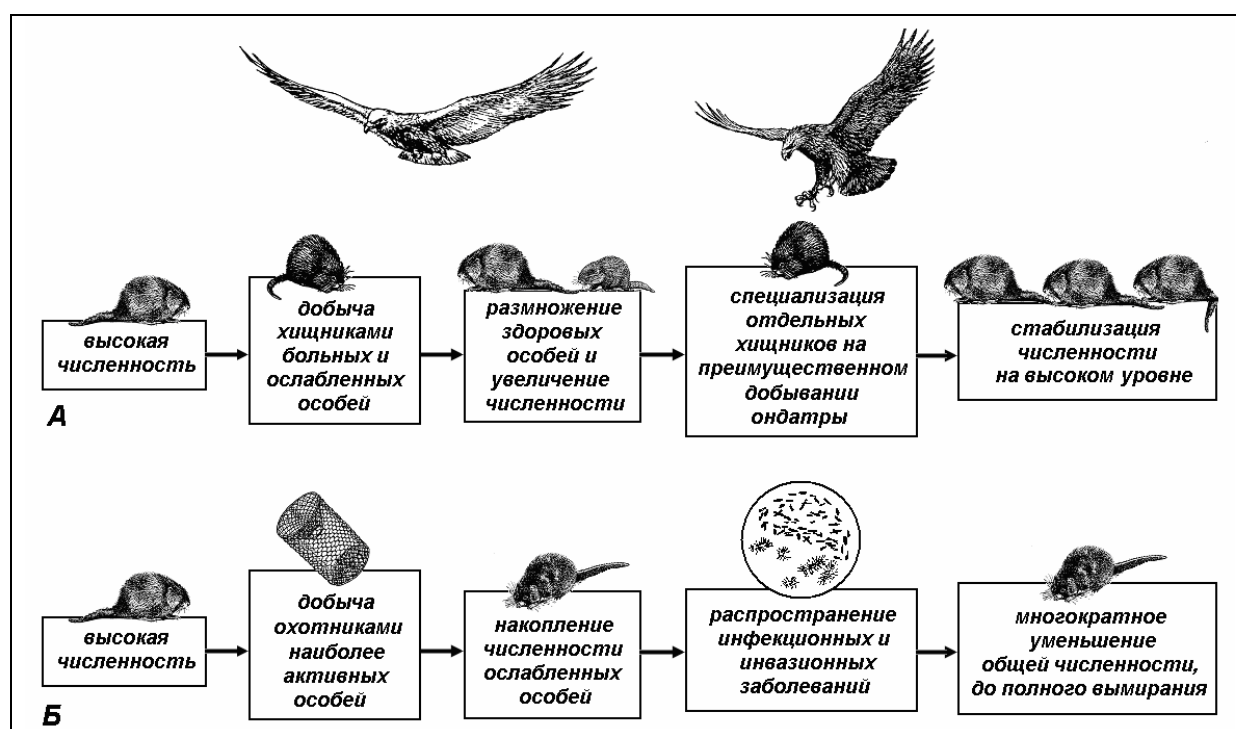 высокая
численность
добыча
хищниками
больных и
ослабленных
особей
размножение
здоровых
особей и
увеличение
численности
специализация
отдельных
хищников на
преимущественном
добывании
ондатры
стабилизация
численности
на высоком уровне
А
высокая
численность
добыча
охотниками
наиболее
активных
особей
накопление
численности
ослабленных
особей
распространение
инфекционных и
инвазионных
заболеваний
многократное
уменьшение
общей численности,
до полного вымирания
Б